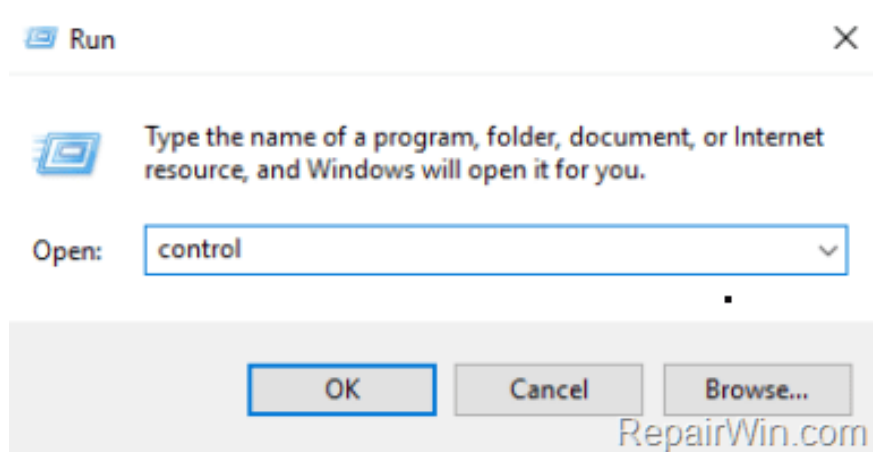 Run
Type the name of a program, folder, document, or Internet
resource, and Windows will open it for you.
Open: control
OK Cancel Browse...
RepairWin.com